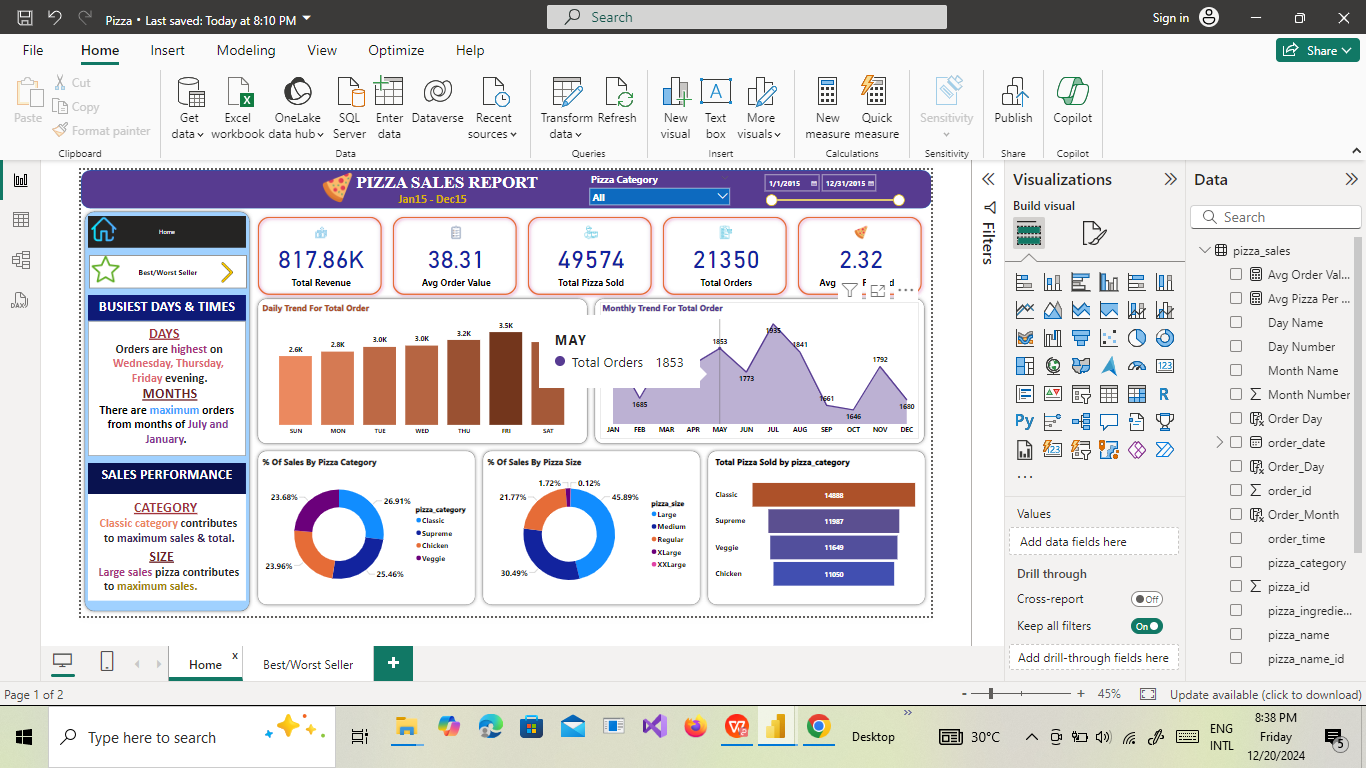 Pizza • Last saved: Today at 8:10 PM
Search
Sign in
File
Home
Insert
Modeling
View
Optimize
Help
Share
Paste
Cut
Copy
Format painter
Get data
Excel workbook
OneLake data hub
SQL Server
Enter data
Dataverse
Recent sources
Transform data
Refresh
New visual
Text box
More visuals
New measure
Quick measure
Sensitivity
Publish
Copilot
Clipboard
Data
Queries
Insert
Calculations
Sensitivity
Share
Copilot
PIZZA SALES REPORT
Jan15 - Dec15
Pizza Category
All
1/1/2015
12/31/2015
Home
Best/Worst Seller
BUSIEST DAYS & TIMES
DAYS
Orders are highest on
Wednesday, Thursday,
Friday evening.
MONTHS
There are maximum orders
from months of July and
January.
SALES PERFORMANCE
CATEGORY
Classic category contributes
to maximum sales & total.
SIZE
Large sales pizza contributes
to maximum sales.
817.86K
Total Revenue
38.31
Avg Order Value
49574
Total Pizza Sold
21350
Total Orders
2.32
Avg
Daily Trend For Total Order
2.6K
2.8K
3.0K
3.0K
3.2K
3.5K
SUN
MON
TUE
WED
THU
FRI
SAT
Monthly Trend For Total Order
MAY
Total Orders 1853
1685
1853
1773
1935
1841
1661
1646
1792
1680
JAN
FEB
MAR
APR
MAY
JUN
JUL
AUG
SEP
OCT
NOV
DEC
% Of Sales By Pizza Category
23.68%
26.91%
23.96%
25.46%
pizza_category
Classic
Supreme
Chicken
Veggie
% Of Sales By Pizza Size
1.72%
0.12%
21.77%
45.89%
30.49%
pizza_size
Large
Medium
Regular
XLarge
XXLarge
Total Pizza Sold by pizza_category
Classic
14888
Supreme
11987
Veggie
11649
Chicken
11050
Filters
Visualizations
Build visual
123
R
Py
123
...
Values
Add data fields here
Drill through
Cross-report
Off
Keep all filters
On
Add drill-through fields here
Data
Search
pizza_sales
Avg Order Val...
Avg Pizza Per ...
Day Name
Day Number
Month Name
Month Number
Order Day
order_date
Order_Day
order_id
Order_Month
order_time
pizza_category
pizza_id
pizza_ingredie...
pizza_name
pizza_name_id
Home
x
Best/Worst Seller
+
Page 1 of 2
- + 45%
Update available (click to download)
Type here to search
Desktop
30°C
ENG
INTL
8:38 PM
Friday
12/20/2024
5